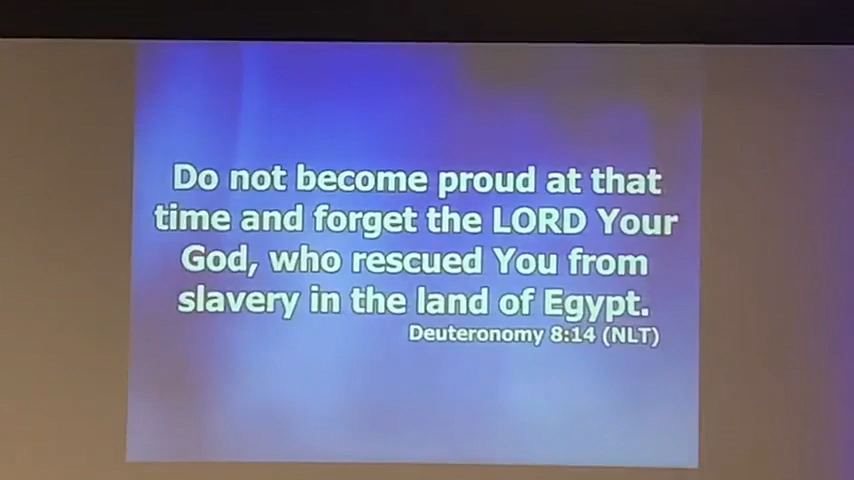 Do not become proud at that
time and forget the LORD Your
God, who rescued You from
slavery in the land of Egypt.
Deuteronomy 8:14 (NLT)